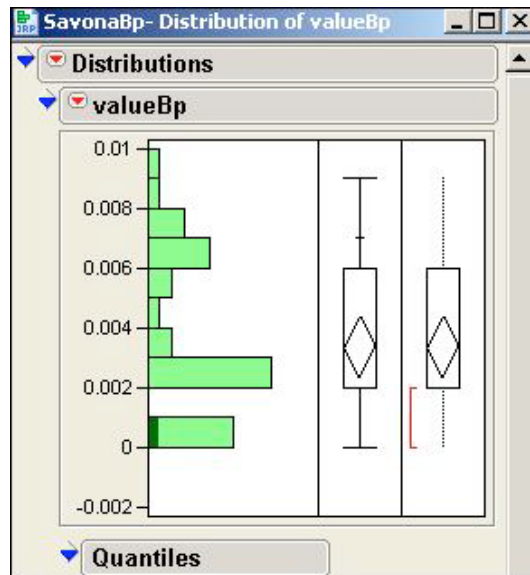 SavonaBp- Distribution of valueBp
Distributions
valueBp
0.01
0.008
0.006
0.004
0.002
0
-0.002
Quantiles